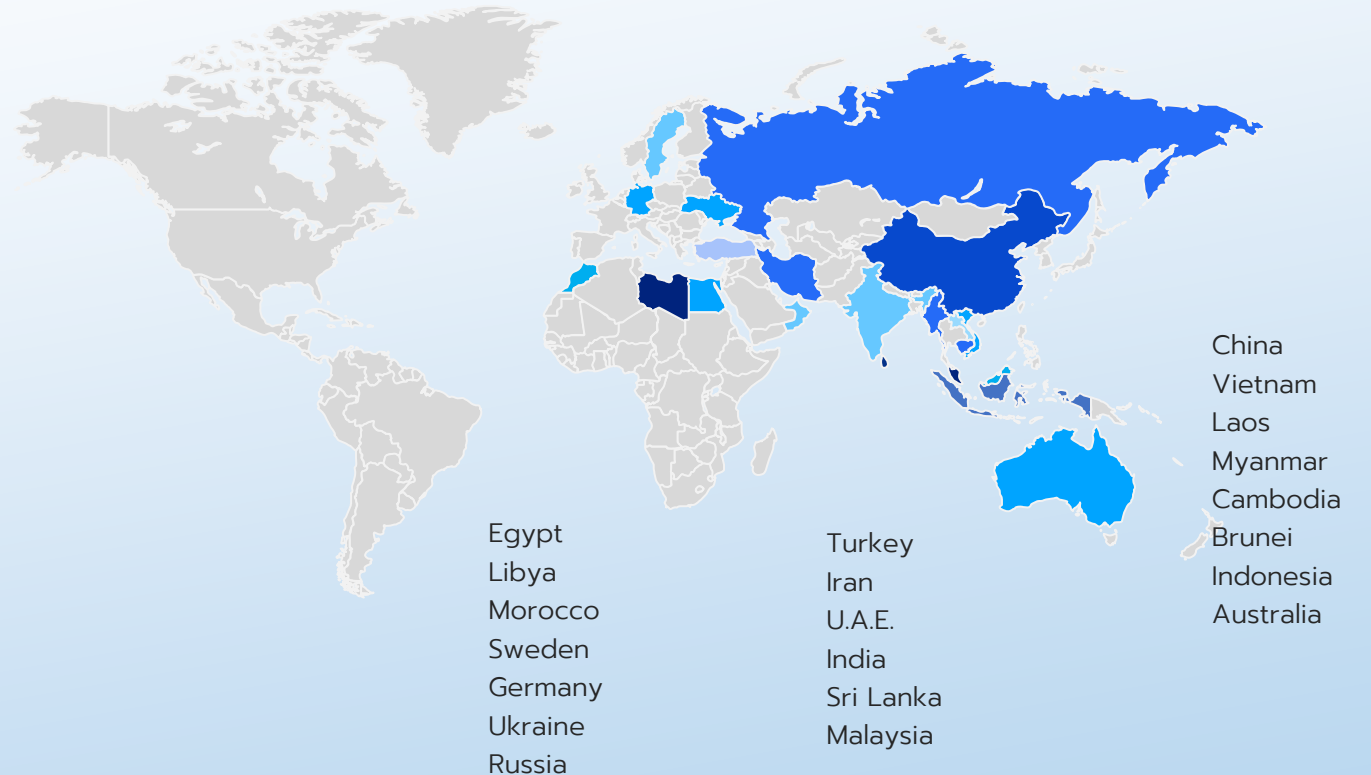 Egypt
Libya
Morocco
Sweden
Germany
Ukraine
Russia
Turkey
Iran
U.A.E.
India
Sri Lanka
Malaysia
China
Vietnam
Laos
Myanmar
Cambodia
Brunei
Indonesia
Australia